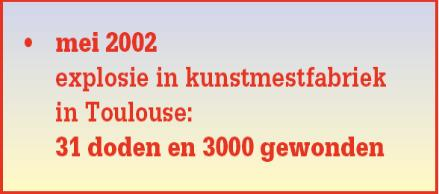 • mei 2002
explosie in kunstmestfabriek
in Toulouse:
31 doden en 3000 gewonden